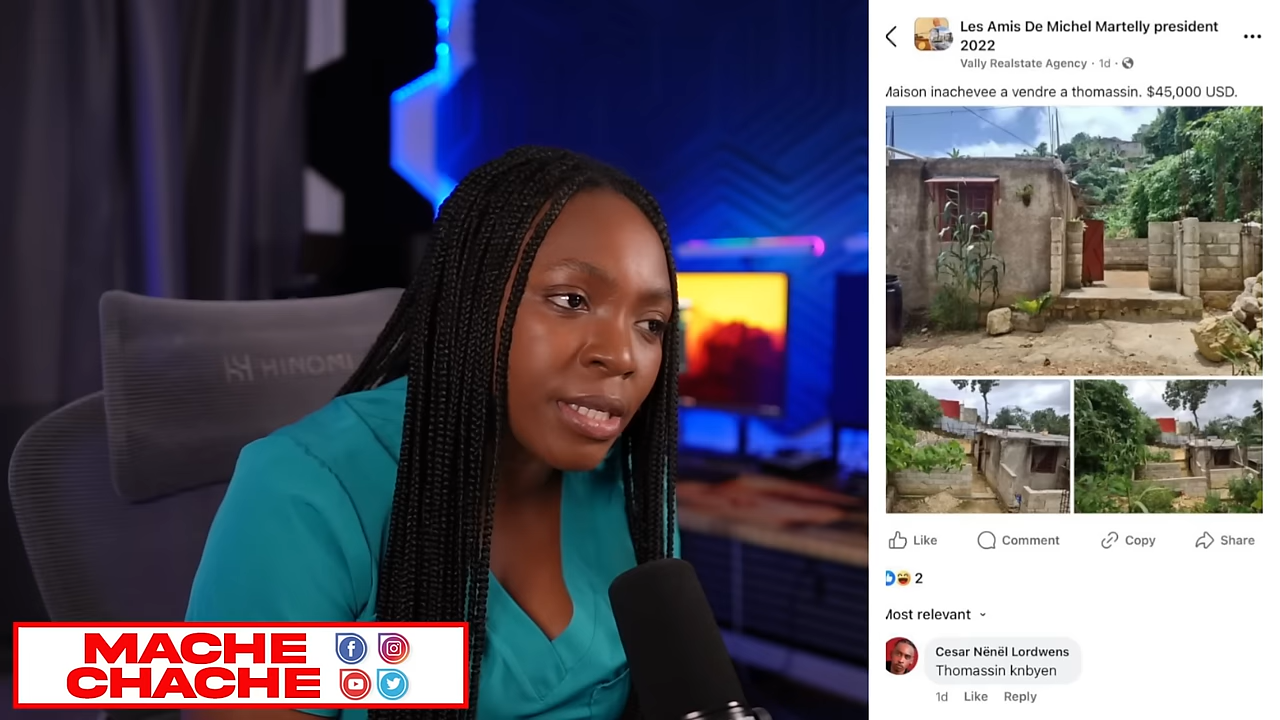 HINOMI
MACHE
CHACHE
Les Amis De Michel Martelly president
2022
Vally Realstate Agency · 1d ·
Maison inachevee a vendre a thomassin. $45,000 USD.
Like
Comment
Copy
Share
2
Most relevant
Cesar Nënël Lordwens
Thomassin knbyen
1d Like Reply